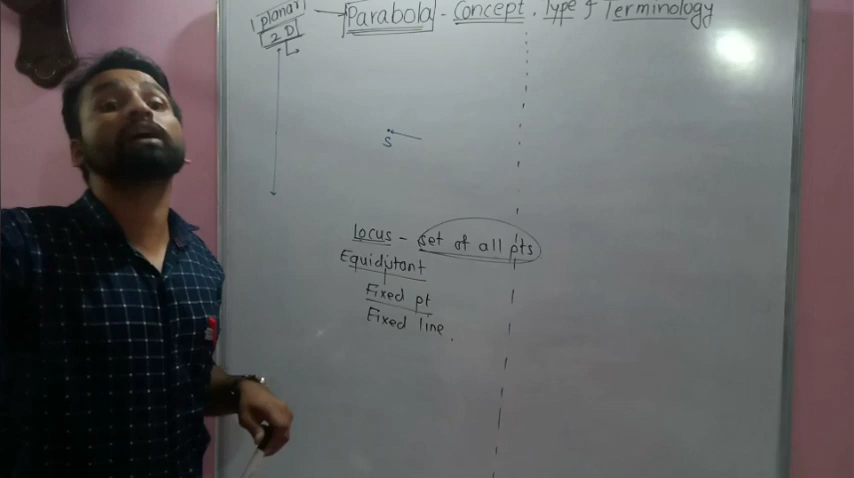 planar
2D
Parabola - Concept. Type & Terminology
S
Locus - set of all pts
Equidistant
Fixed pt
Fixed line.